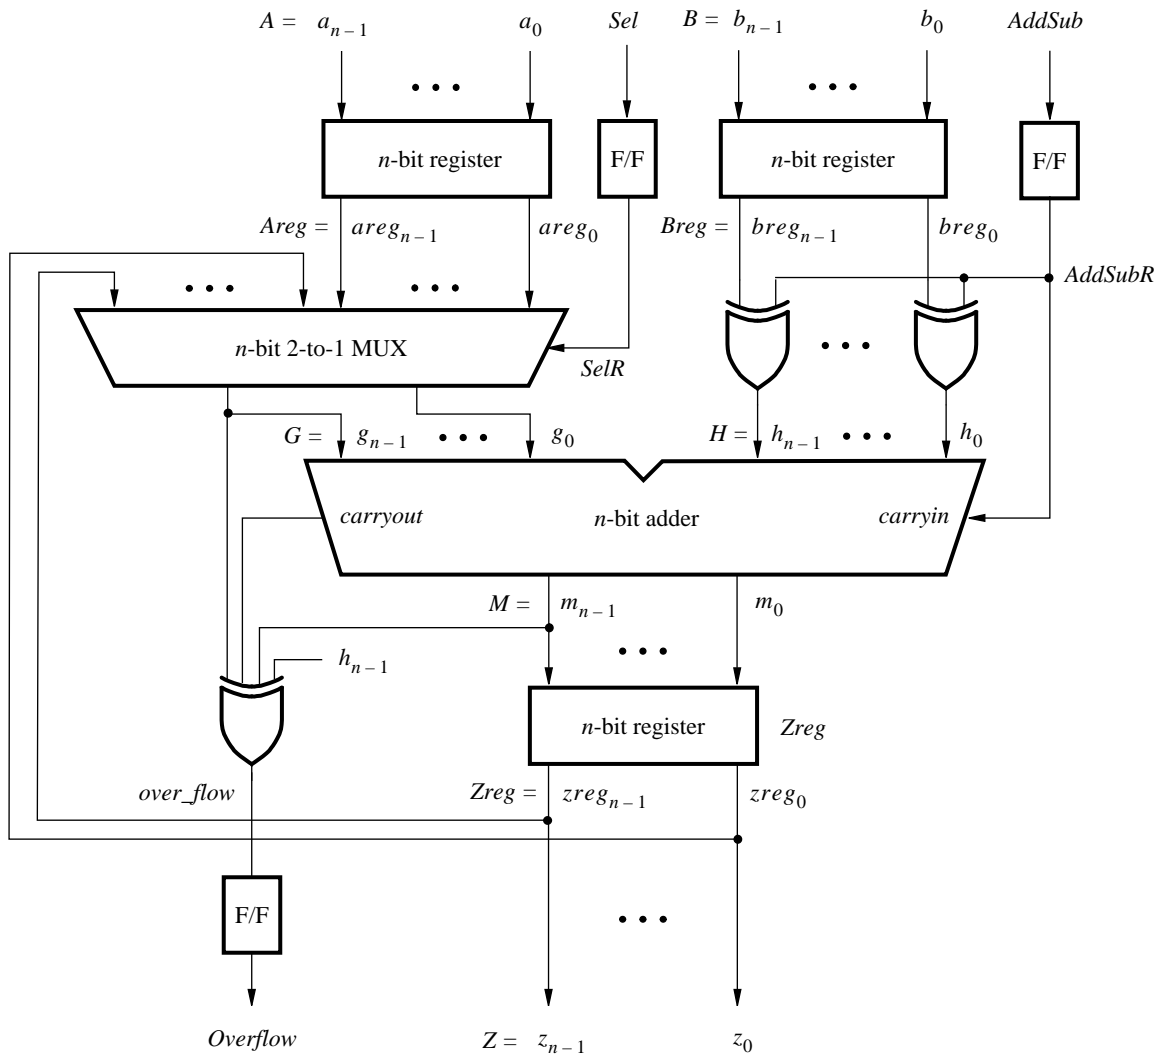 A = a_{n-1} a_0 Sel B = b_{n-1} b_0 AddSub
n-bit register F/F n-bit register F/F
Areg = areg_{n-1} areg_0 Breg = breg_{n-1} breg_0
AddSubR
n-bit 2-to-1 MUX
SelR
G = g_{n-1} g_0 H = h_{n-1} h_0
carryout n-bit adder carryin
M = m_{n-1} m_0
h_{n-1}
n-bit register Zreg
over_flow Zreg = zreg_{n-1} zreg_0
F/F
Overflow Z = z_{n-1} z_0